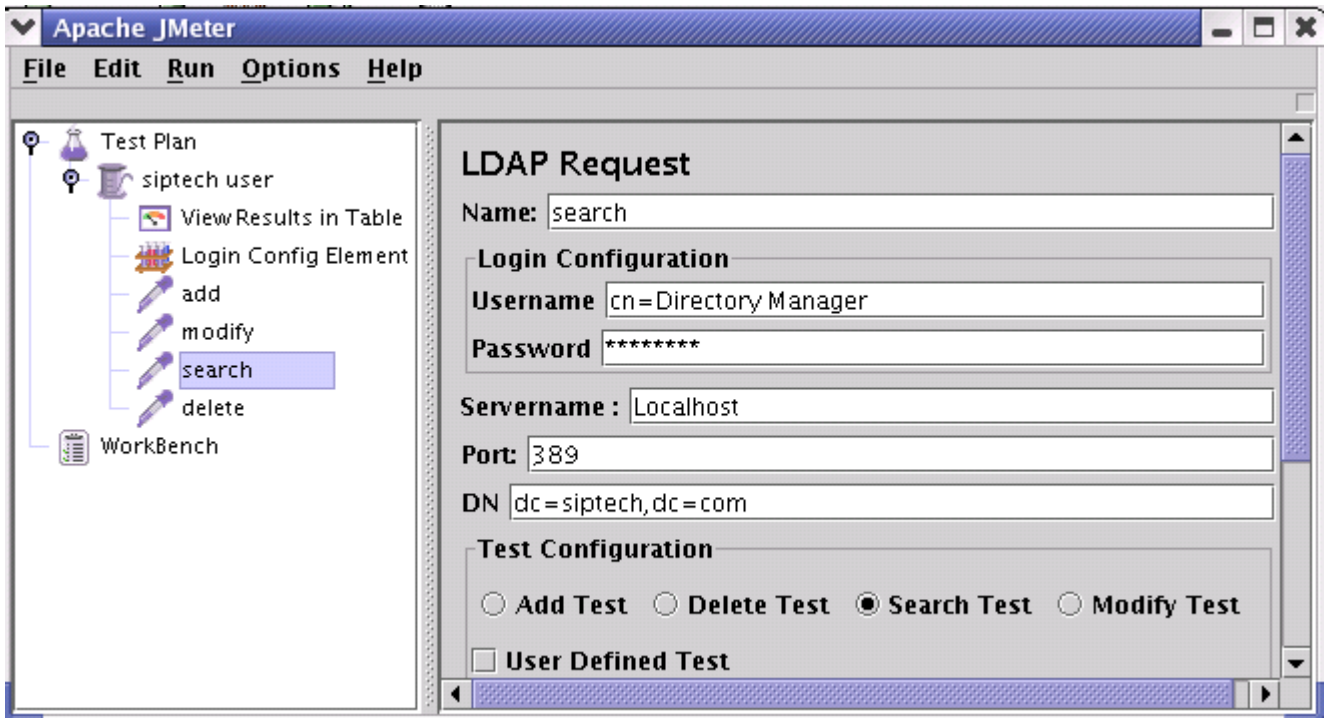 Apache JMeter
File Edit Run Options Help
Test Plan
siptech user
View Results in Table
Login Config Element
add
modify
search
delete
WorkBench
LDAP Request
Name: search
Login Configuration
Username cn=Directory Manager
Password ********
Servername : Localhost
Port: 389
DN dc=siptech,dc=com
Test Configuration
Add Test Delete Test Search Test Modify Test
User Defined Test